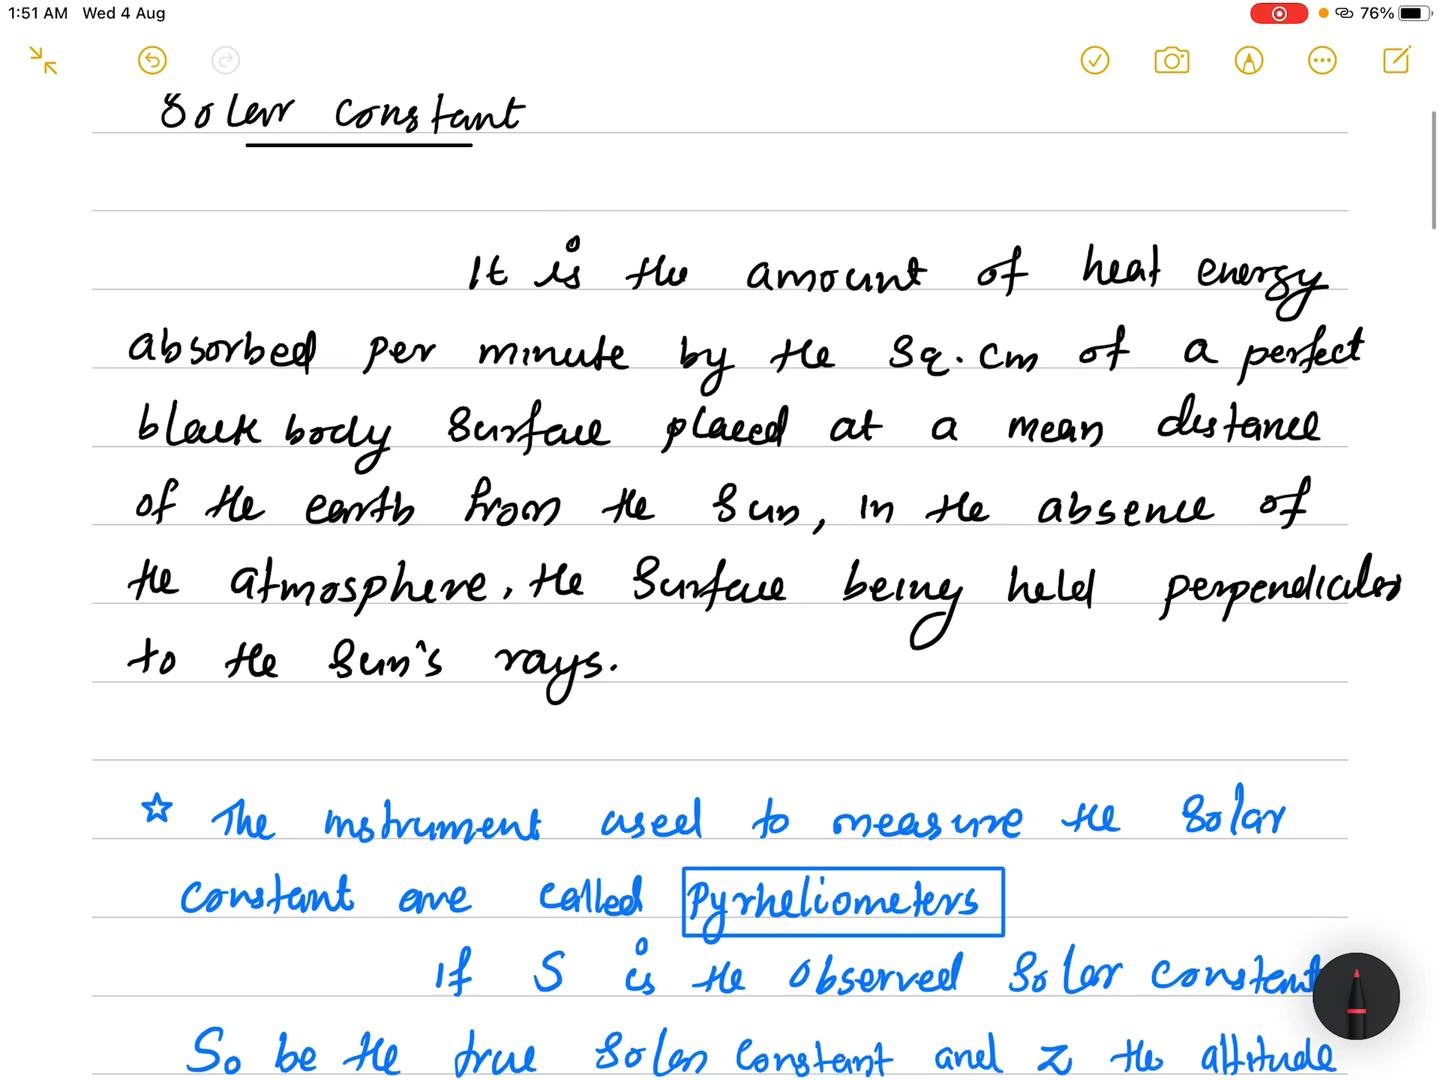 1:51 AM Wed 4 Aug
76%
Solar constant
It is the amount of heat energy
absorbed per minute by the sq. cm of a perfect
black body surface placed at a mean distance
of the earth from the sun, in the absence of
the atmosphere, the surface being held perpendicular
to the sun's rays.
☆ The instrument used to measure the solar
constant are called Pyrheliometers
If S is the observed solar constant
So be the true solar constant and z the altitude